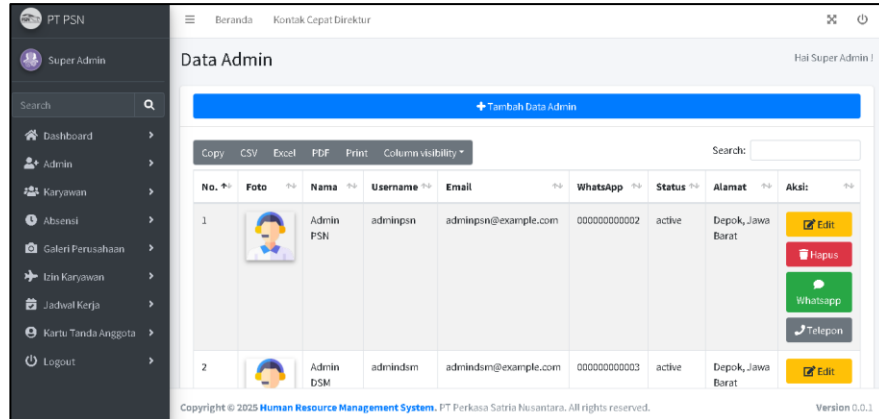 PT PSN
Beranda Kontak Cepat Direktur
Super Admin
Data Admin
Hai Super Admin !
Search
Tambah Data Admin
Dashboard
Admin
Karyawan
Absensi
Galeri Perusahaan
Izin Karyawan
Jadwal Kerja
Kartu Tanda Anggota
Logout
Copy CSV Excel PDF Print Column visibility
Search:
No. Foto Nama Username Email WhatsApp Status Alamat Aksi:
1 Admin PSN adminpsn adminpsn@example.com 000000000002 active Depok, Jawa Barat
Edit
Hapus
Whatsapp
Telepon
2 Admin DSM admindsm admindsm@example.com 000000000003 active Depok, Jawa Barat
Edit
Copyright © 2025 Human Resource Management System. PT Perkasa Satria Nusantara. All rights reserved.
Version 0.0.1